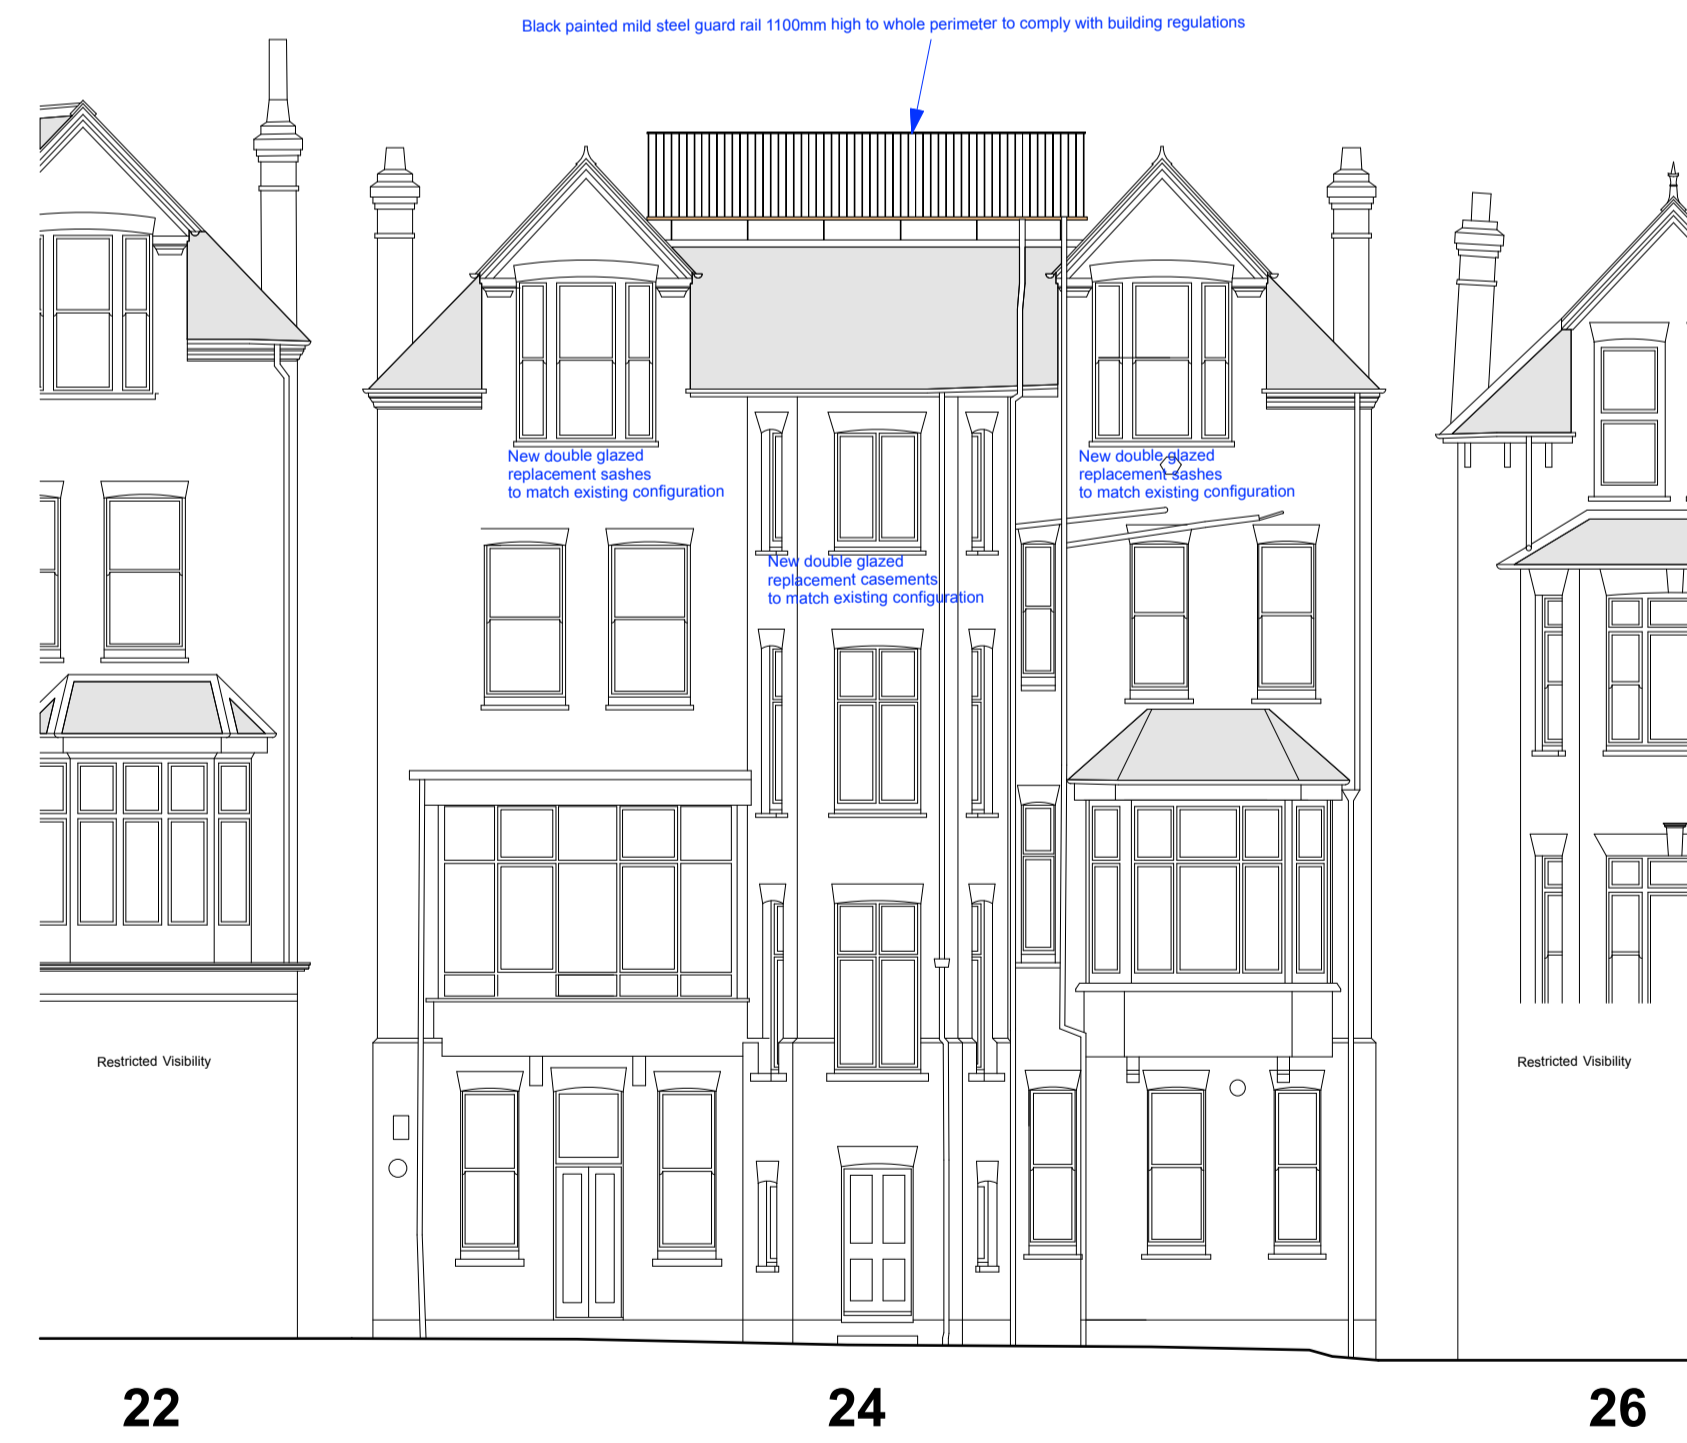 Black painted mild steel guard rail 1100mm high to whole perimeter to comply with building regulations
New double glazed
replacement sashes
to match existing configuration
New double glazed
replacement sashes
to match existing configuration
New double glazed
replacement casements
to match existing configuration
Restricted Visibility
Restricted Visibility
22
24
26